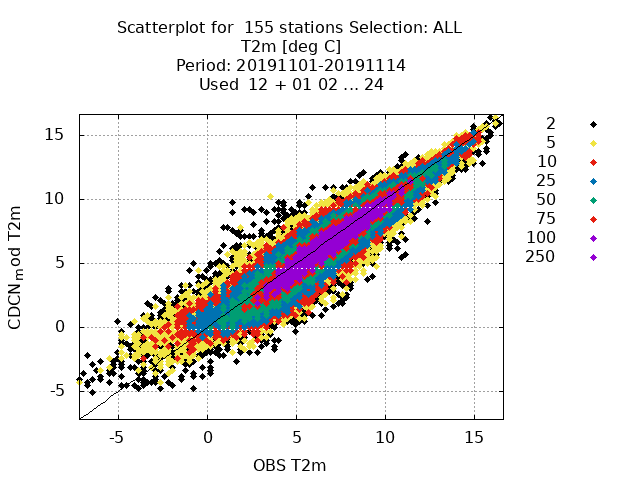 Scatterplot for 155 stations Selection: ALL
T2m [deg C]
Period: 20191101-20191114
Used 12 + 01 02 ... 24
2
5
10
25
50
75
100
250
15
10
5
0
-5
CDCN_mod T2m
-5 0 5 10 15
OBS T2m